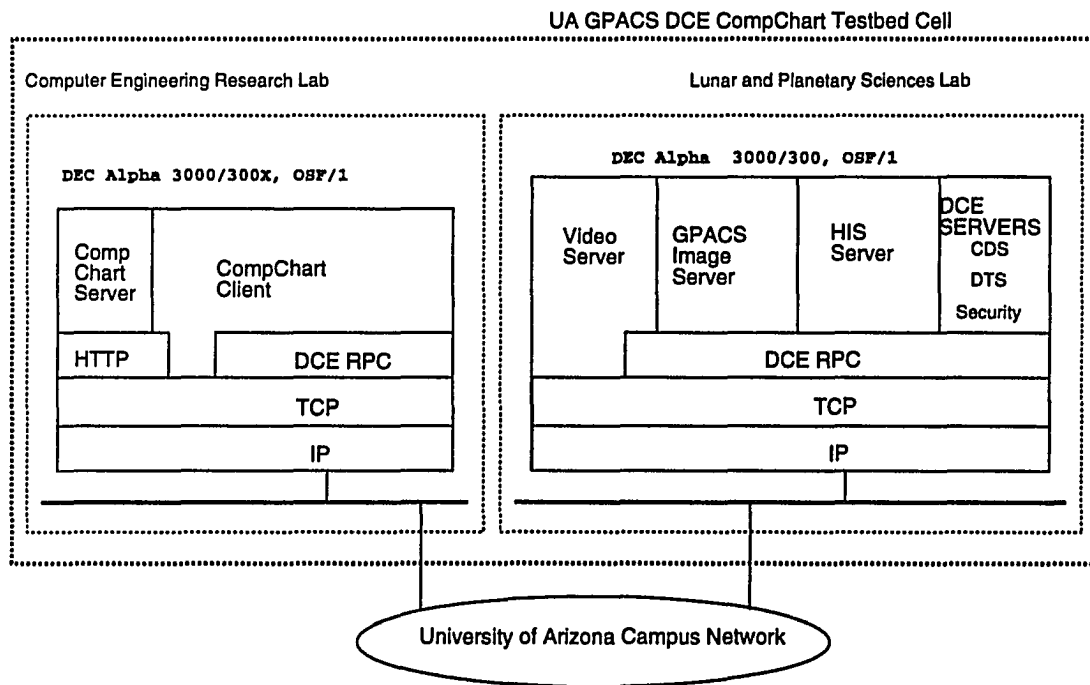 UA GPACS DCE CompChart Testbed Cell
Computer Engineering Research Lab
DEC Alpha 3000/300X, OSF/1
Comp
Chart
Server
CompChart
Client
HTTP
DCE RPC
TCP
IP
Lunar and Planetary Sciences Lab
DEC Alpha 3000/300, OSF/1
Video
Server
GPACS
Image
Server
HIS
Server
DCE
SERVERS
CDS
DTS
Security
DCE RPC
TCP
IP
University of Arizona Campus Network